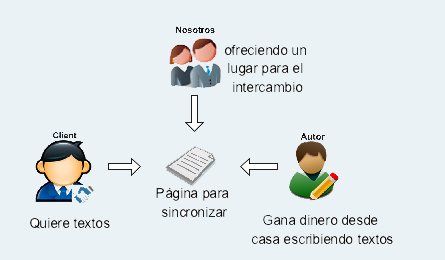 Nosotros
ofreciendo un
lugar para el
intercambio
Client
Autor
Página para
sincronizar
Quiere textos
Gana dinero desde
casa escribiendo textos